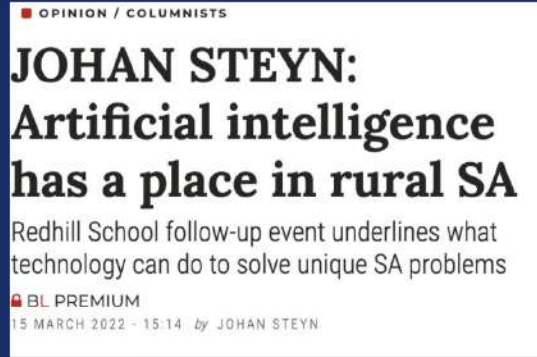 OPINION / COLUMNISTS
JOHAN STEYN:
Artificial intelligence
has a place in rural SA
Redhill School follow-up event underlines what
technology can do to solve unique SA problems
BL PREMIUM
15 MARCH 2022 - 15:14 by JOHAN STEYN